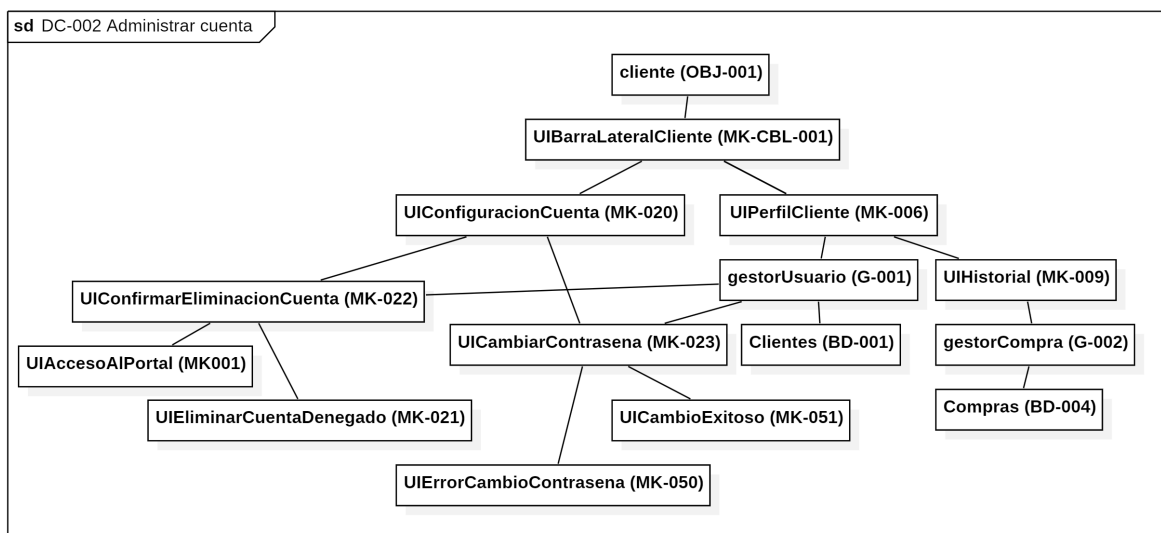 sd DC-002 Administrar cuenta
cliente (OBJ-001)
UIBarraLateralCliente (MK-CBL-001)
UIConfiguracionCuenta (MK-020)
UIPerfilCliente (MK-006)
gestorUsuario (G-001)
UIHistorial (MK-009)
UIConfirmarEliminacionCuenta (MK-022)
UICambiarContrasena (MK-023)
Clientes (BD-001)
gestorCompra (G-002)
UIAccesoAlPortal (MK001)
UIEliminarCuentaDenegado (MK-021)
UICambioExitoso (MK-051)
Compras (BD-004)
UIErrorCambioContrasena (MK-050)